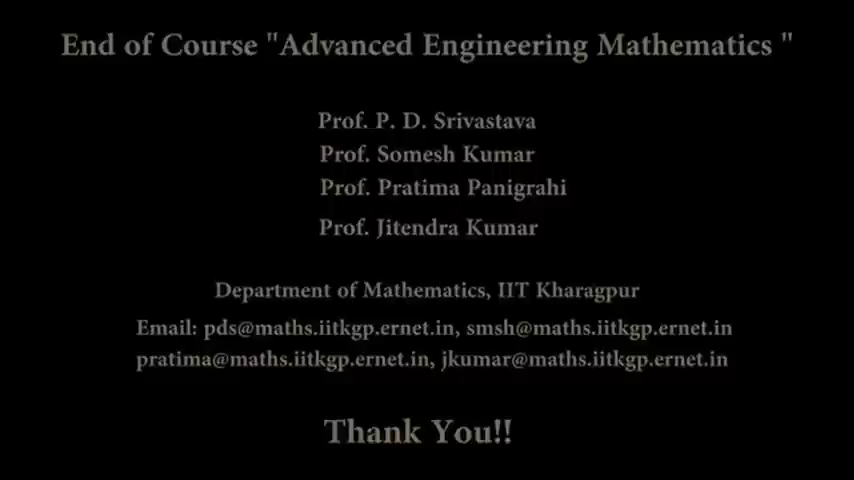 End of Course "Advanced Engineering Mathematics "
Prof. P. D. Srivastava
Prof. Somesh Kumar
Prof. Pratima Panigrahi
Prof. Jitendra Kumar
Department of Mathematics, IIT Kharagpur
Email: pds@maths.iitkgp.ernet.in, smsh@maths.iitkgp.ernet.in
pratima@maths.iitkgp.ernet.in, jkumar@maths.iitkgp.ernet.in
Thank You!!